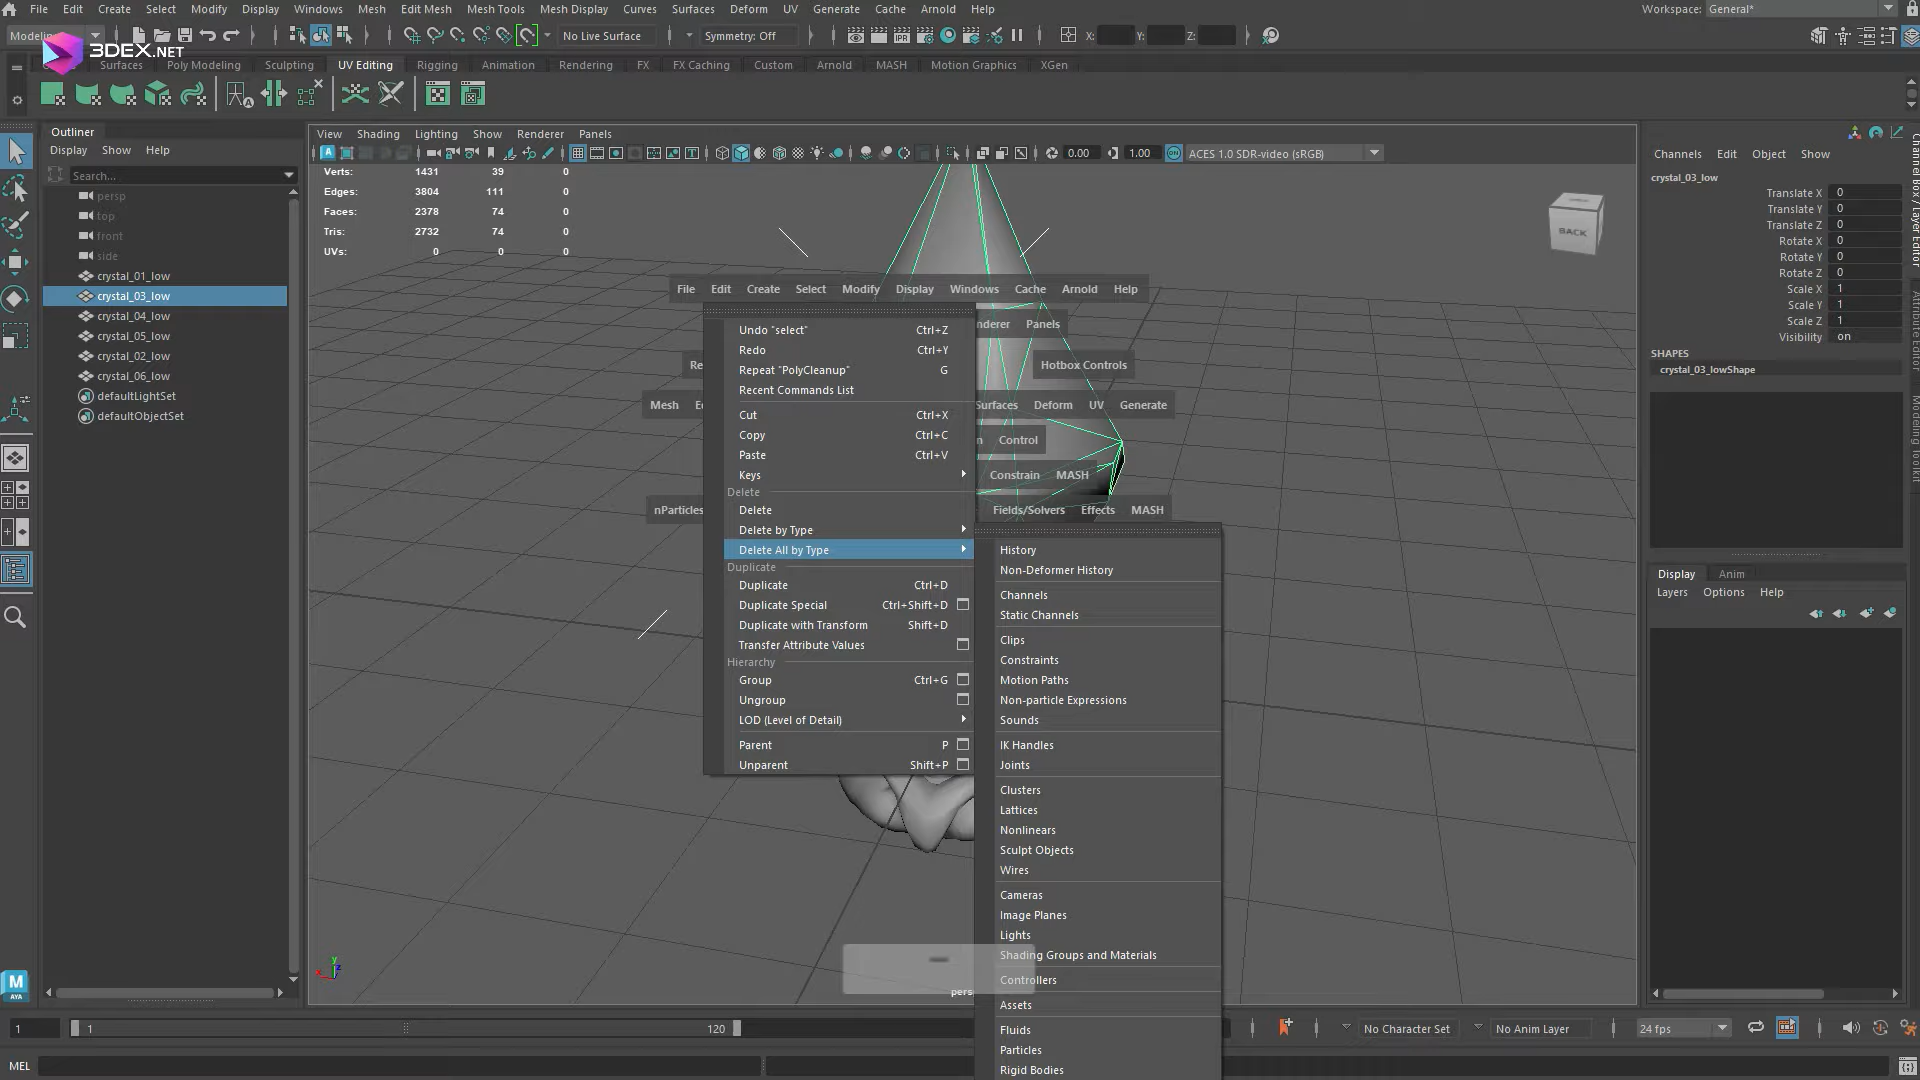 File Edit Create Select Modify Display Windows Mesh Edit Mesh Mesh Tools Mesh Display Curves Surfaces Deform UV Generate Cache Arnold Help
Workspace: General*
No Live Surface
Symmetry: Off
X: Y: Z:
3DEX.NET
Surfaces Poly Modeling Sculpting UV Editing Rigging Animation Rendering FX FX Caching Custom Arnold MASH Motion Graphics XGen
Outliner
Display Show Help
Search...
persp
top
front
side
crystal_01_low
crystal_03_low
crystal_04_low
crystal_05_low
crystal_02_low
crystal_06_low
defaultLightSet
defaultObjectSet
View Shading Lighting Show Renderer Panels
0.00
1.00
ACES 1.0 SDR-video (sRGB)
Verts: 1431 39 0
Edges: 3804 111 0
Faces: 2378 74 0
Tris: 2732 74 0
UVs: 0 0 0
BACK
File Edit Create Select Modify Display Windows Cache Arnold Help
nderer Panels
Re
Hotbox Controls
Mesh E
Surfaces Deform UV Generate
n Control
Constrain MASH
nParticles
Fields/Solvers Effects MASH
Undo "select" Ctrl+Z
Redo Ctrl+Y
Repeat "PolyCleanup" G
Recent Commands List
Cut Ctrl+X
Copy Ctrl+C
Paste Ctrl+V
Keys
Delete
Delete
Delete by Type
Delete All by Type
Duplicate
Duplicate Ctrl+D
Duplicate Special Ctrl+Shift+D
Duplicate with Transform Shift+D
Transfer Attribute Values
Hierarchy
Group Ctrl+G
Ungroup
LOD (Level of Detail)
Parent P
Unparent Shift+P
History
Non-Deformer History
Channels
Static Channels
Clips
Constraints
Motion Paths
Non-particle Expressions
Sounds
IK Handles
Joints
Clusters
Lattices
Nonlinears
Sculpt Objects
Wires
Cameras
Image Planes
Lights
Shading Groups and Materials
Controllers
Assets
Fluids
Particles
Rigid Bodies
pers
y
z
x
Channels Edit Object Show
crystal_03_low
Translate X 0
Translate Y 0
Translate Z 0
Rotate X 0
Rotate Y 0
Rotate Z 0
Scale X 1
Scale Y 1
Scale Z 1
Visibility on
SHAPES
crystal_03_lowShape
Display Anim
Layers Options Help
Channel Box / Layer Editor
Attribute Editor
Modeling Toolkit
M
AYA
1
1
120
No Character Set
No Anim Layer
24 fps
MEL